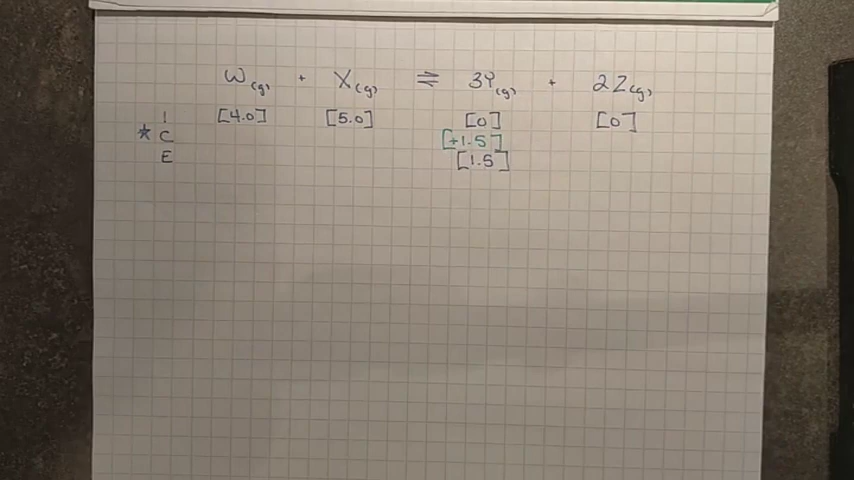 W(g) + X(g) ⇌ 3Y(g) + 2Z(g)
I [4.0] [5.0] [0] [0]
* C [+1.5]
E [1.5]